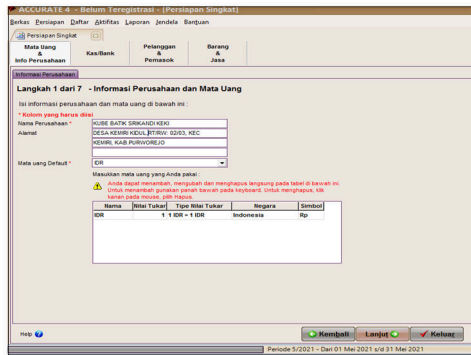 ACCURATE 4 - Belum Teregistrasi - (Persiapan Singkat)
Berkas Persiapan Daftar Aktifitas Laporan Jendela Bantuan
Persiapan Singkat
Mata Uang & Info Perusahaan
Kas/Bank
Pelanggan & Pemasok
Barang & Jasa
Informasi Perusahaan
Langkah 1 dari 7 - Informasi Perusahaan dan Mata Uang
Isi informasi perusahaan dan mata uang di bawah ini :
* Kolom yang harus diisi
Nama Perusahaan * KUBE BATIK SRIKANDI KEKI
Alamat DESA KEMIRI KIDUL,RT/RW: 02/03, KEC
KEMIRI, KAB PURWOREJO
Mata uang Default * IDR
Masukkan mata uang yang Anda pakai :
Anda dapat menambah, mengubah dan menghapus langsung pada tabel di bawah ini
Untuk menambah gunakan panah bawah pada keyboard. Untuk menghapus, klik
kanan pada mouse, pilih Hapus.
Nama Nilai Tukar Tipe Nilai Tukar Negara Simbol
IDR 1 1 IDR = 1 IDR Indonesia Rp
Help Kembali Lanjut Keluar
Periode 5/2021 - Dari 01 Mei 2021 s/d 31 Mei 2021